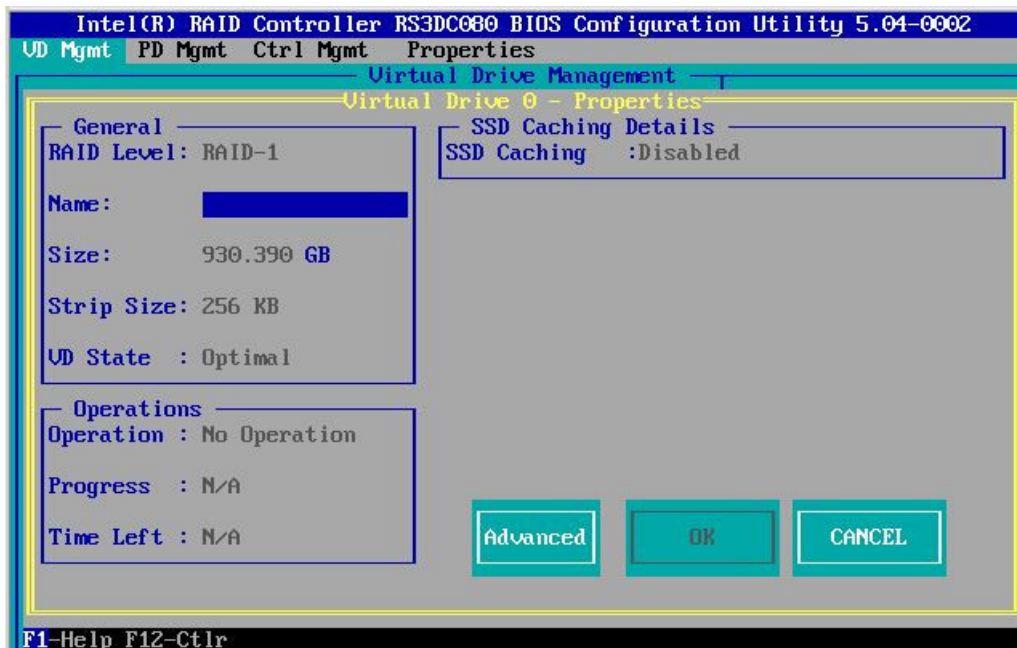 Intel(R) RAID Controller RS3DC080 BIOS Configuration Utility 5.04-0002
VD Mgmt PD Mgmt Ctrl Mgmt Properties
Virtual Drive Management
Virtual Drive 0 - Properties
General
RAID Level: RAID-1
Name:
Size: 930.390 GB
Strip Size: 256 KB
VD State : Optimal
Operations
Operation : No Operation
Progress : N/A
Time Left : N/A
SSD Caching Details
SSD Caching :Disabled
Advanced
OK
CANCEL
F1-Help F12-Ctlr